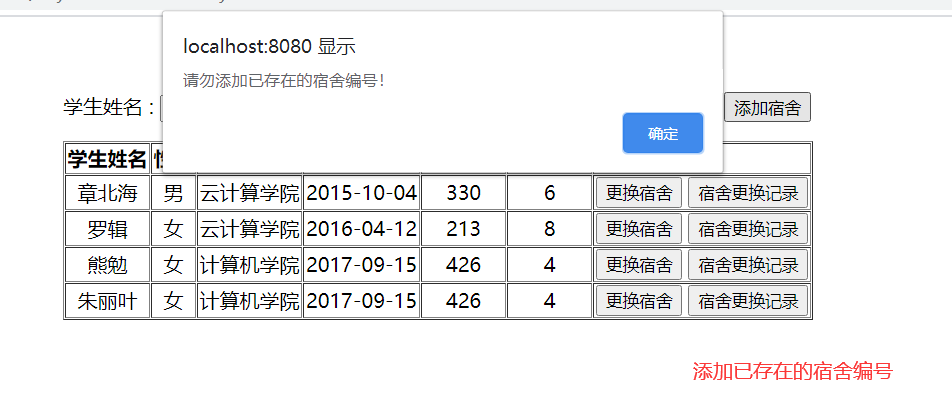 localhost:8080 显示
请勿添加已存在的宿舍编号！
确定
学生姓名：
添加宿舍
学生姓名
章北海 男 云计算学院 2015-10-04 330 6 更换宿舍 宿舍更换记录
罗辑 女 云计算学院 2016-04-12 213 8 更换宿舍 宿舍更换记录
熊勉 女 计算机学院 2017-09-15 426 4 更换宿舍 宿舍更换记录
朱丽叶 女 计算机学院 2017-09-15 426 4 更换宿舍 宿舍更换记录
添加已存在的宿舍编号